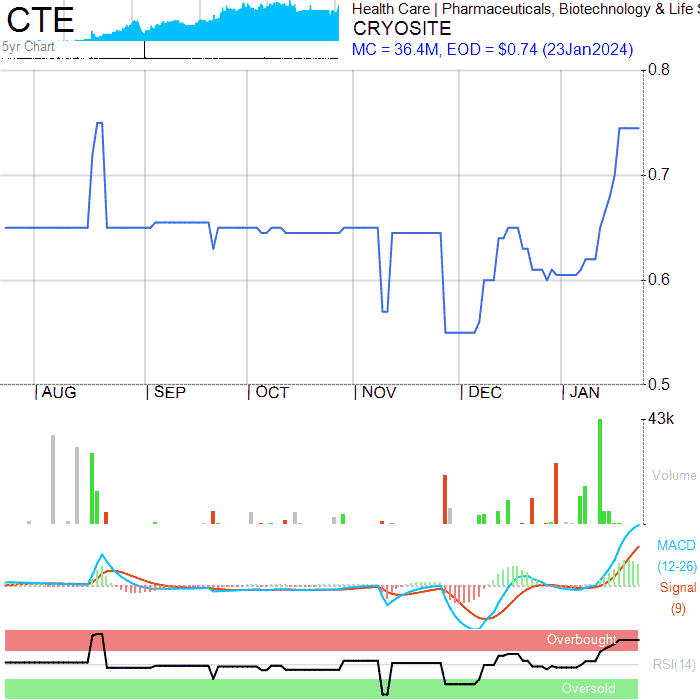 CTE
5yr Chart
Health Care | Pharmaceuticals, Biotechnology & Life S
CRYOSITE
MC = 36.4M, EOD = $0.74 (23Jan2024)
0.8
0.7
0.6
0.5
AUG SEP OCT NOV DEC JAN
43k
Volume
MACD
(12-26)
Signal
(9)
Overbought
RSI(14)
Oversold